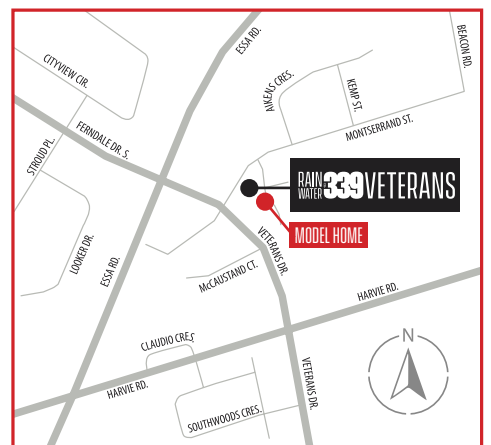 ESSA RD.
BEACON RD.
CITYVIEW CIR.
AIKENS CRES.
KEMP ST.
MONTSERRAND ST.
FERNDALE DR. S.
STROUD PL.
RAIN
WATER
339 VETERANS
MODEL HOME
LOOKER DR.
ESSA RD.
VETERANS DR.
McCAUSTAND CT.
HARVIE RD.
CLAUDIO CRES.
N
HARVIE RD.
VETERANS DR.
SOUTHWOODS CRES.